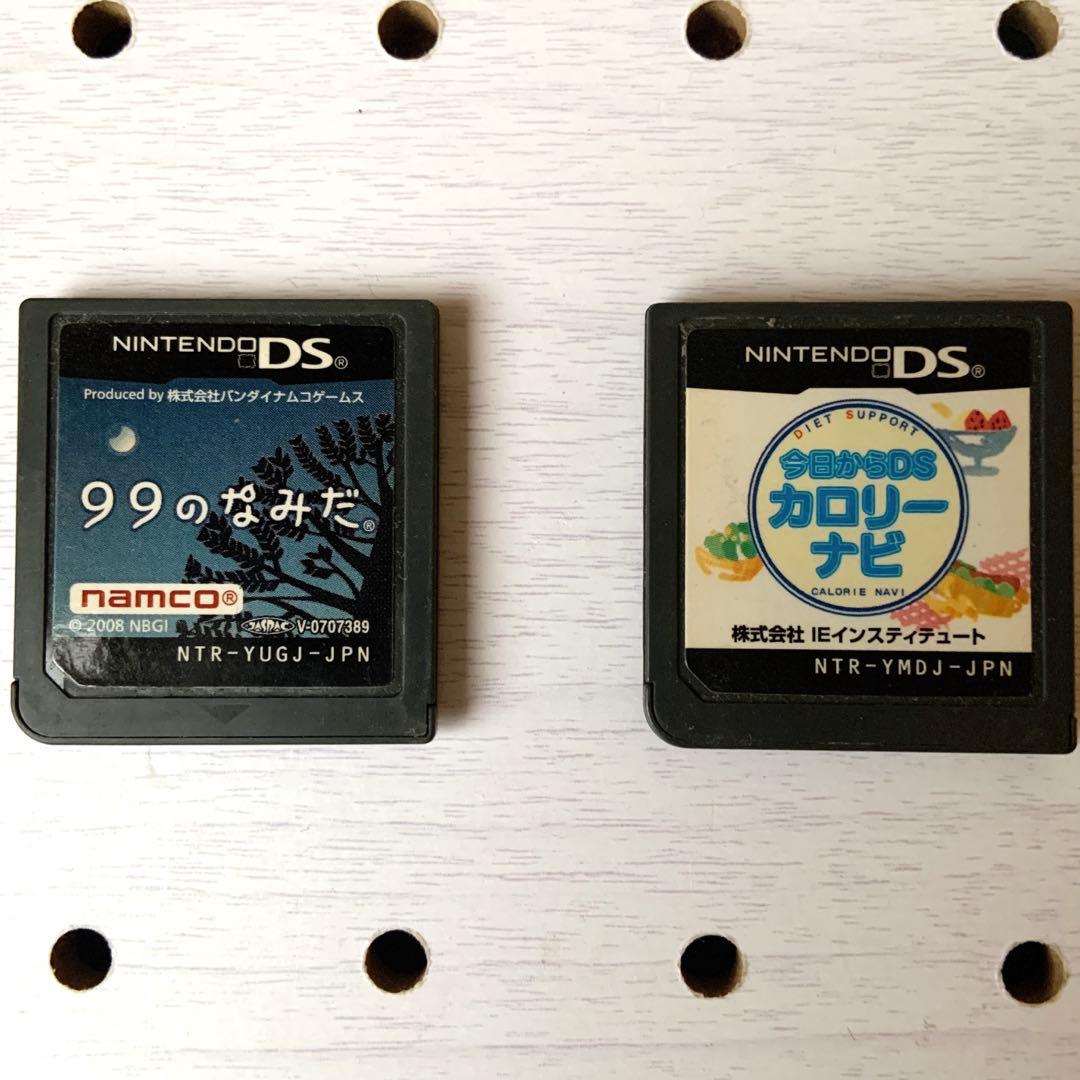 NINTENDO DS®
Produced by 株式会社バンダイナムコゲームス
99のなみだ®
namco®
© 2008 NBGI JASRAC V-0707389
NTR-YUGJ-JPN
NINTENDO DS®
DIET SUPPORT
今日からDS
カロリー
ナビ
CALORIE NAVI
株式会社 IEインスティテュート
NTR-YMDJ-JPN